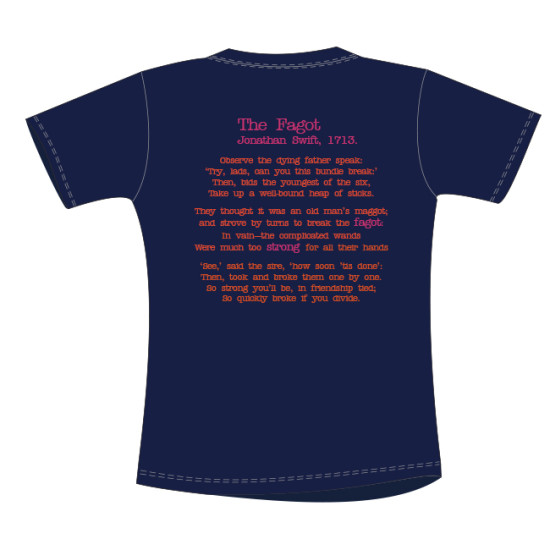 The Fagot
Jonathan Swift, 1713.
Observe the dying father speak:
'Try, lads, can you this bundle break;'
Then, bids the youngest of the six,
Take up a well-bound heap of sticks.
They thought it was an old man's maggot;
and strove by turns to break the fagot:
In vain—the complicated wands
Were much too strong for all their hands
'See,' said the sire, 'how soon 'tis done':
Then, took and broke them one by one.
So strong you'll be, in friendship tied;
So quickly broke if you divide.